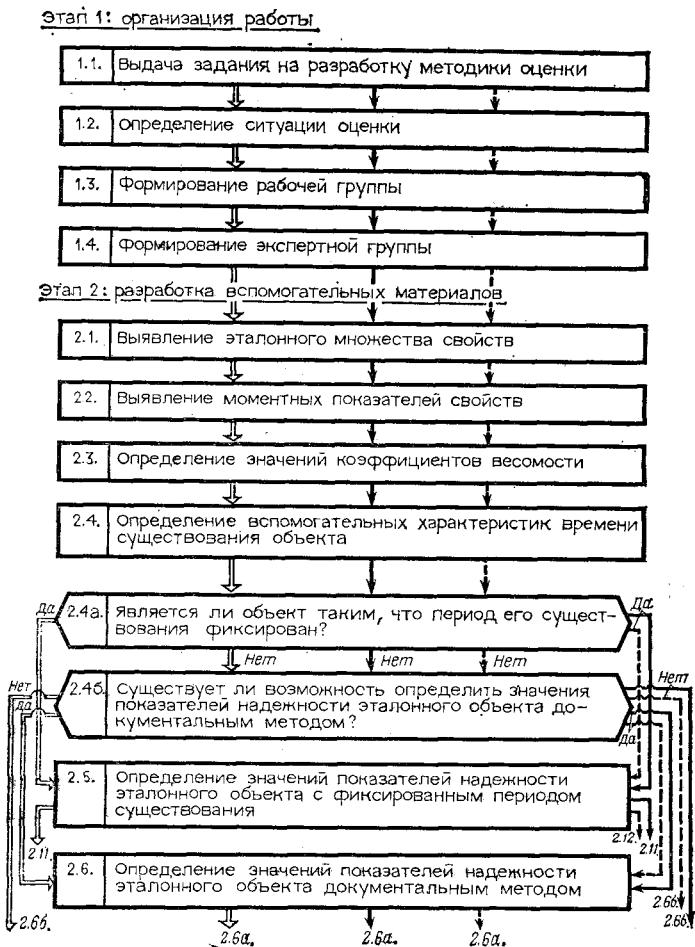 Этап 1: организация работы
1.1. Выдача задания на разработку методики оценки
1.2. Определение ситуации оценки
1.3. Формирование рабочей группы
1.4. Формирование экспертной группы
Этап 2: разработка вспомогательных материалов
2.1. Выявление эталонного множества свойств
22. Выявление моментных показателей свойств
2.3. Определение значений коэффициентов весомости
2.4. Определение вспомогательных характеристик времени
существования объекта
Да
Да
2.4а. Является ли объект таким, что период его сущест-
вования фиксирован?
Нет Нет Нет
Нет
Да
Нет
Да
2.4б. Существует ли возможность определить значения
показателей надежности эталонного объекта до-
кументальным методом?
2.5. Определение значений показателей надежности
эталонного объекта с фиксированным периодом
существования
2.11. 2.12. 2.11.
2.6. Определение значений показателей надежности
эталонного объекта документальным методом
2.6б. 2.6а. 2.6а. 2.6а. 2.6б. 2.6б.